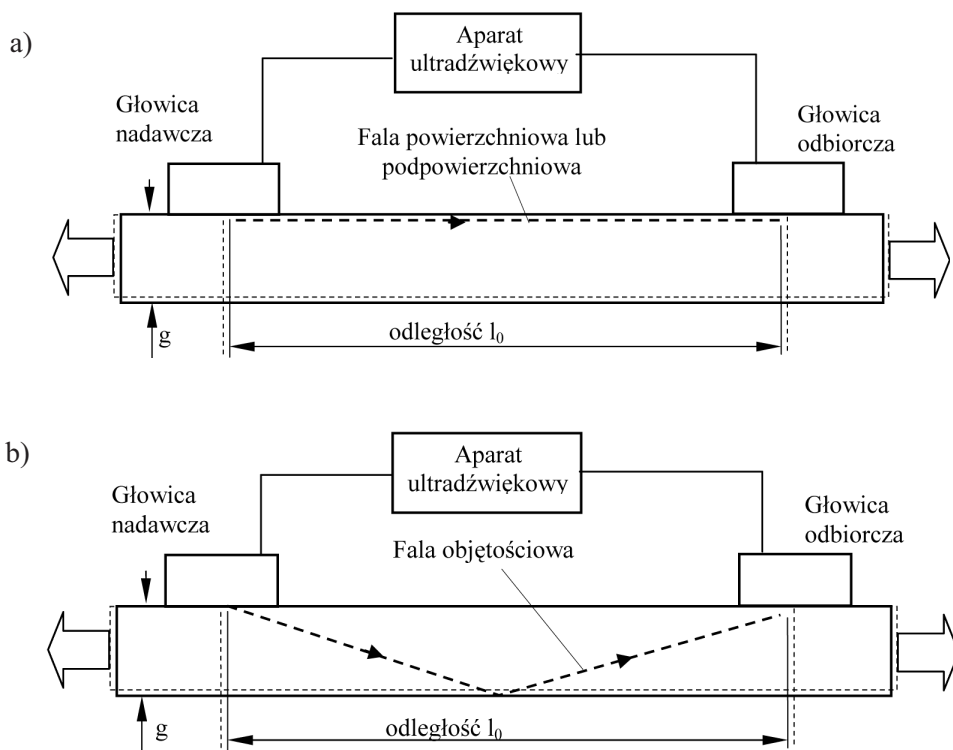 a)
Aparat
ultradźwiękowy
Głowica
nadawcza
Fala powierzchniowa lub
podpowierzchniowa
Głowica
odbiorcza
g
odległość l₀
b)
Aparat
ultradźwiękowy
Głowica
nadawcza
Fala objętościowa
Głowica
odbiorcza
g
odległość l₀